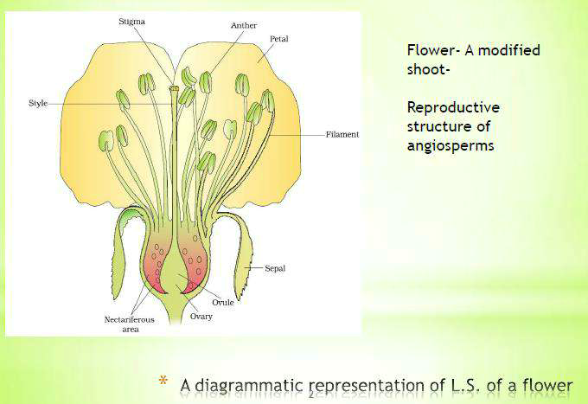 Stigma
Anther
Petal
Style
Filament
Sepal
Ovule
Ovary
Nectariferous
area
Flower- A modified
shoot-
Reproductive
structure of
angiosperms
* A diagrammatic representation of L.S. of a flower
2